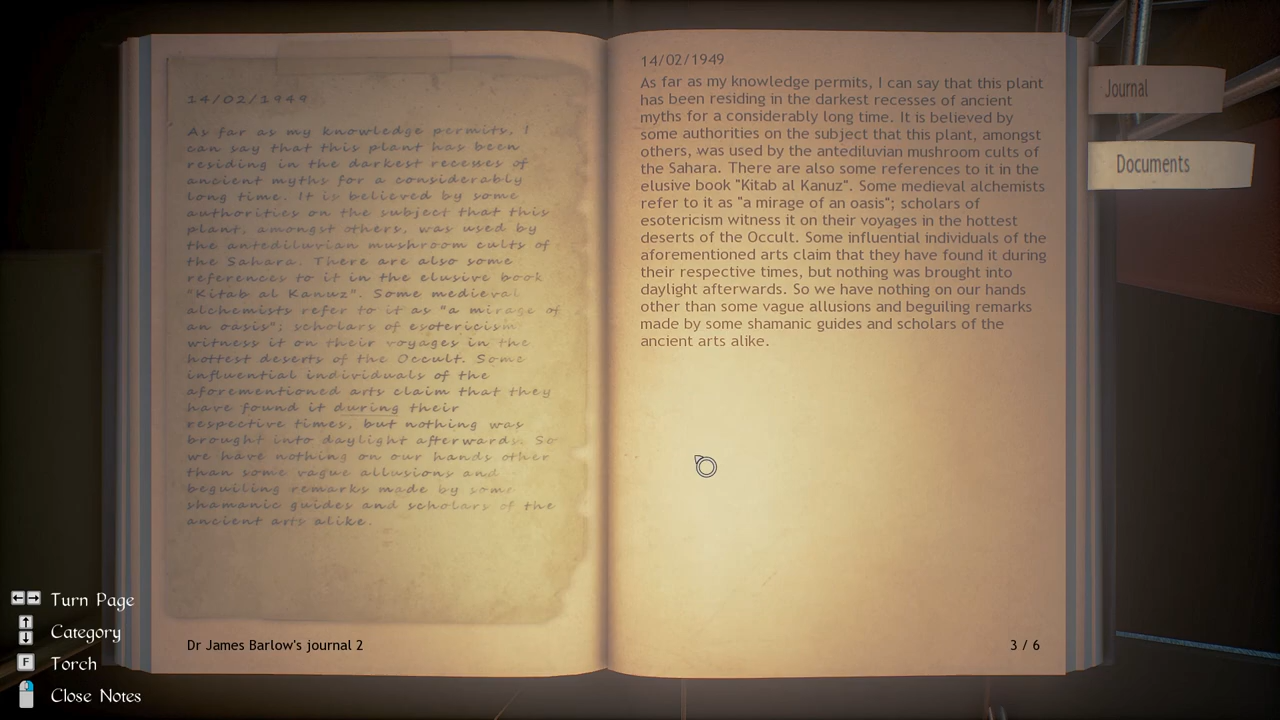 14/02/1949
As far as my knowledge permits, I
can say that this plant has been
residing in the darkest recesses of
ancient myths for a considerably
long time. It is believed by some
authorities on the subject that this
plant, amongst others, was used by
the antediluvian mushroom cults of
the Sahara. There are also some
references to it in the elusive book
"Kitab al Kanuz". Some medieval
alchemists refer to it as "a mirage of
an oasis"; scholars of esotericism
witness it on their voyages in the
hottest deserts of the Occult. Some
influential individuals of the
aforementioned arts claim that they
have found it during their
respective times, but nothing was
brought into daylight afterwards. So
we have nothing on our hands other
than some vague allusions and
beguiling remarks made by some
shamanic guides and scholars of the
ancient arts alike.
Dr James Barlow's journal 2
14/02/1949
As far as my knowledge permits, I can say that this plant
has been residing in the darkest recesses of ancient
myths for a considerably long time. It is believed by
some authorities on the subject that this plant, amongst
others, was used by the antediluvian mushroom cults of
the Sahara. There are also some references to it in the
elusive book "Kitab al Kanuz". Some medieval alchemists
refer to it as "a mirage of an oasis"; scholars of
esotericism witness it on their voyages in the hottest
deserts of the Occult. Some influential individuals of the
aforementioned arts claim that they have found it during
their respective times, but nothing was brought into
daylight afterwards. So we have nothing on our hands
other than some vague allusions and beguiling remarks
made by some shamanic guides and scholars of the
ancient arts alike.
3 / 6
Journal
Documents
Turn Page
Category
F Torch
Close Notes